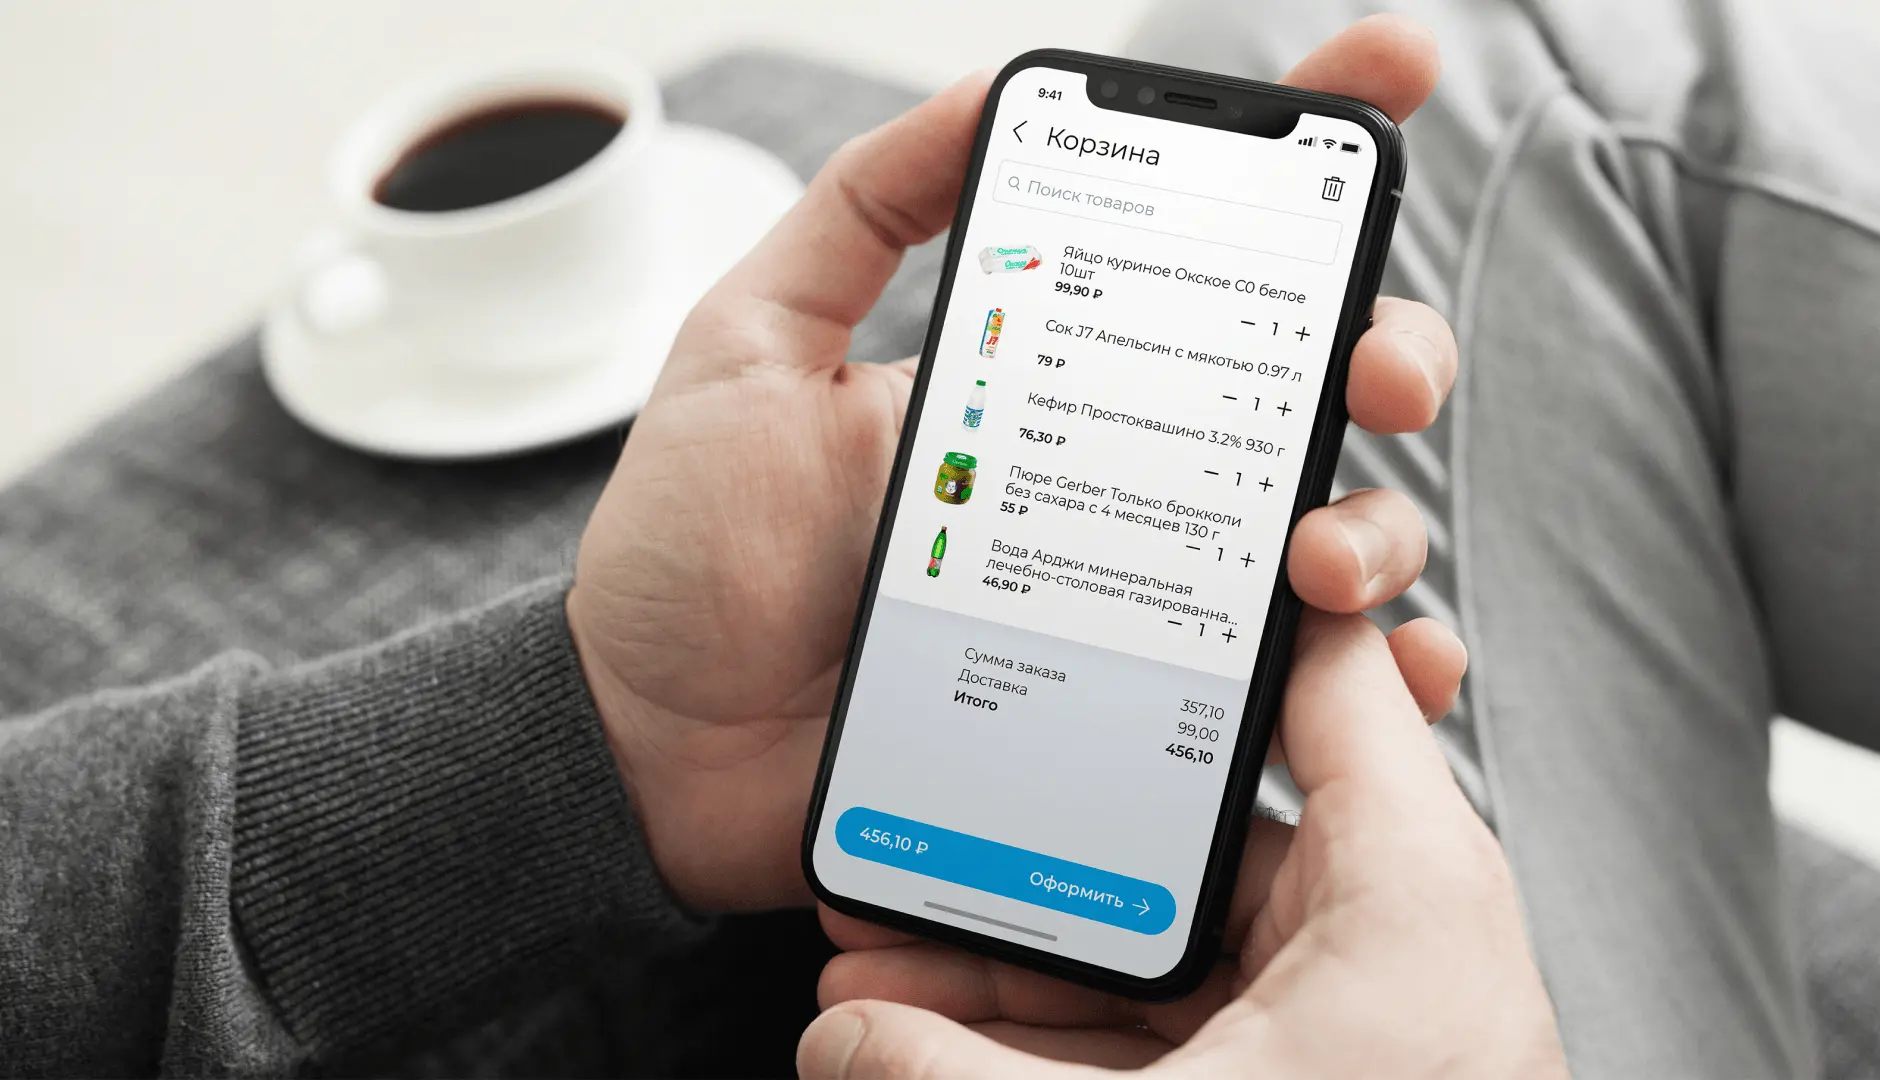 9:41
Корзина
Поиск товаров
Яйцо куриное Окское С0 белое
10шт
99,90 ₽
1
Сок J7 Апельсин с мякотью 0.97 л
79 ₽
1
Кефир Простоквашино 3.2% 930 г
76,30 ₽
1
Пюре Gerber Только брокколи
без сахара с 4 месяцев 130 г
55 ₽
1
Вода Арджи минеральная
лечебно-столовая газированна...
46,90 ₽
1
Сумма заказа 357,10
Доставка 99,00
Итого 456,10
456,10 ₽ Оформить